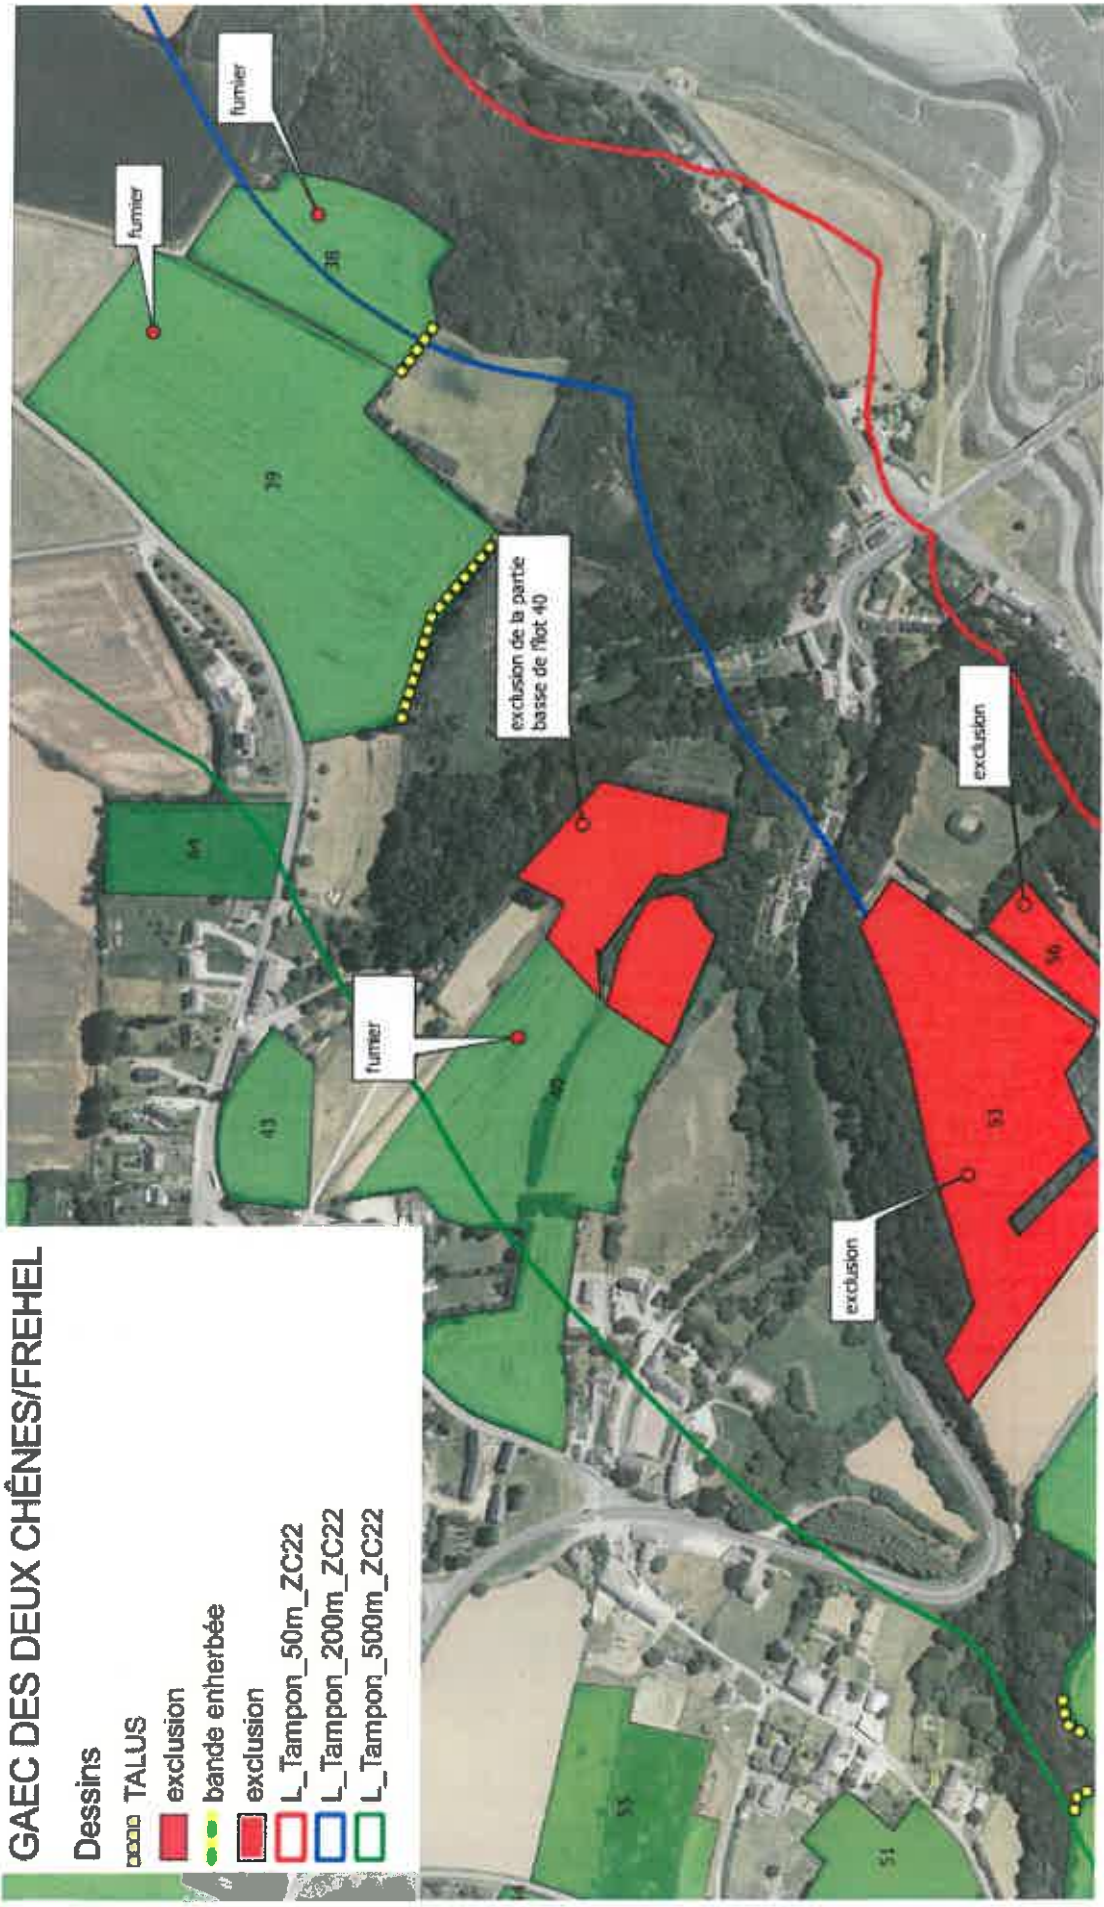 GAEC DES DEUX CHÊNES/FREHEL
Dessins
TALUS
exclusion
bande enherbée
exclusion
L_Tampon_50m_ZC22
L_Tampon_200m_ZC22
L_Tampon_500m_ZC22
fumier
fumier
38
39
exclusion de la partie
basse de l'îlot 40
fumier
43
40
exclusion
56
53
exclusion
51